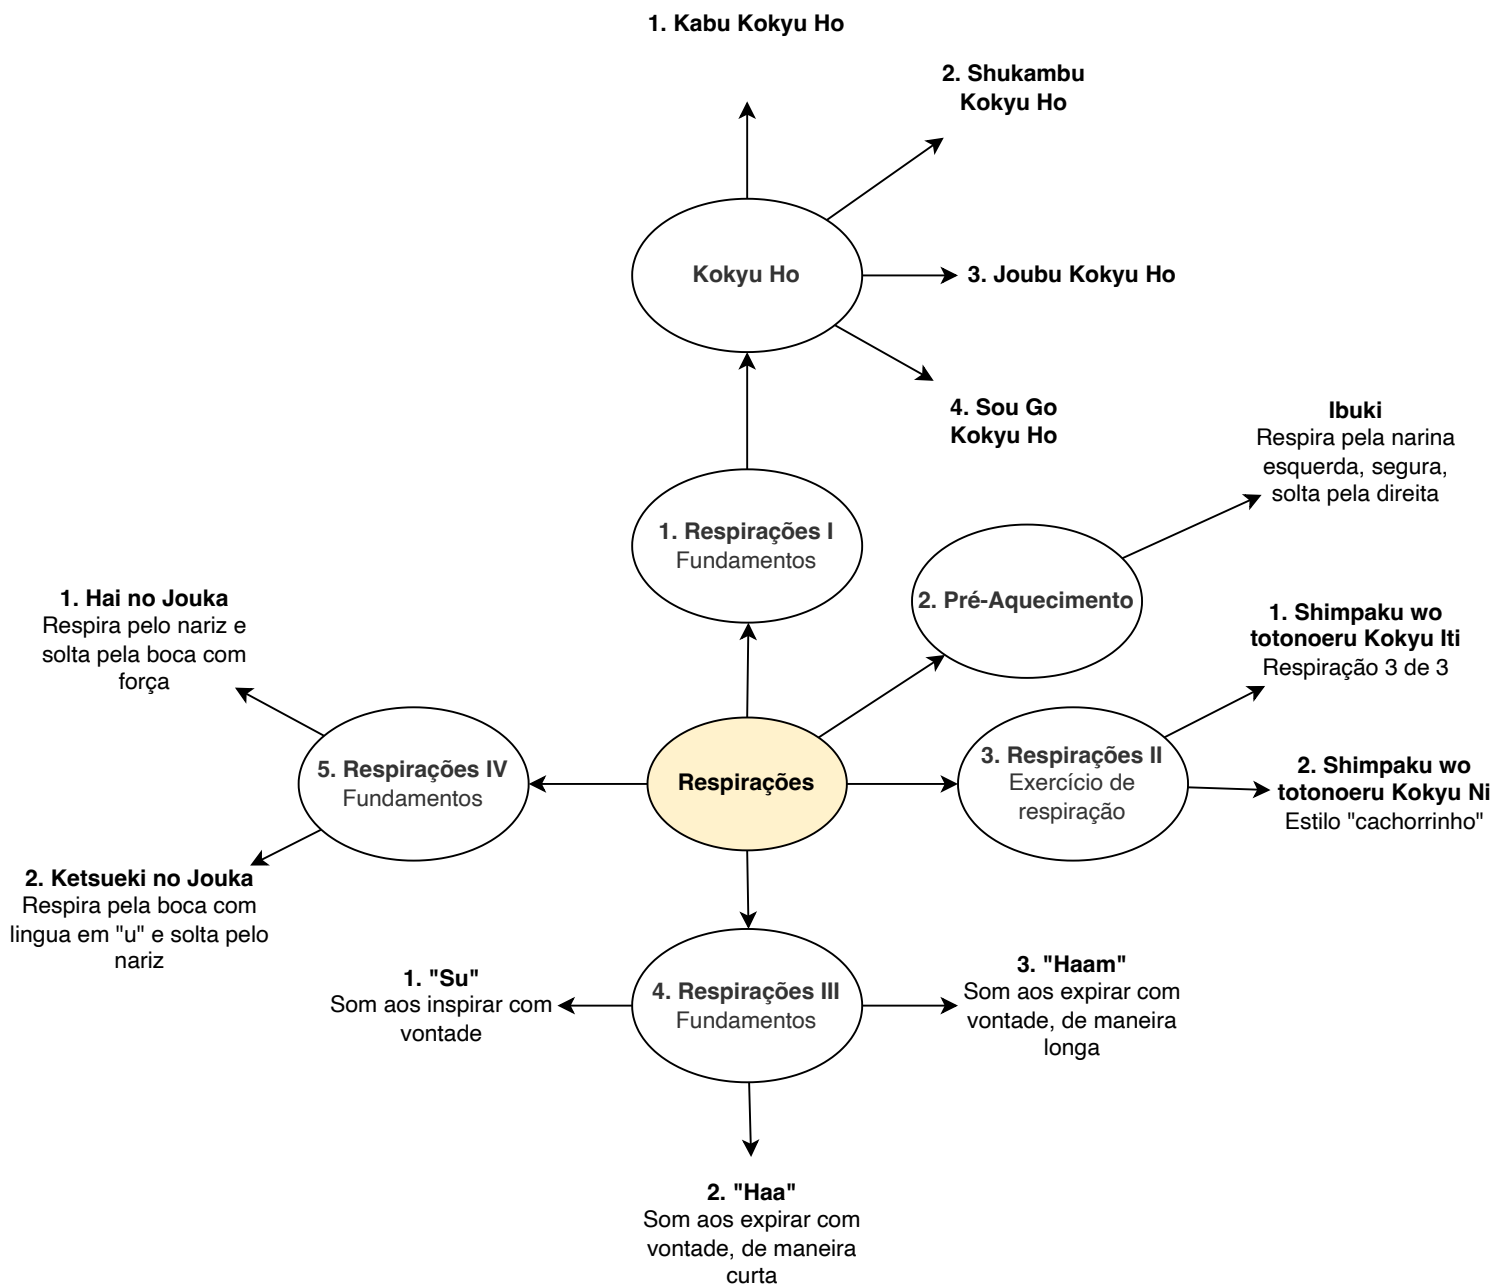 1. Kabu Kokyu Ho
2. Shukambu
Kokyu Ho
Kokyu Ho
3. Joubu Kokyu Ho
4. Sou Go
Kokyu Ho
1. Respirações I
Fundamentos
Ibuki
Respira pela narina
esquerda, segura,
solta pela direita
2. Pré-Aquecimento
1. Shimpaku wo
totonoeru Kokyu Iti
Respiração 3 de 3
1. Hai no Jouka
Respira pelo nariz e
solta pela boca com
força
5. Respirações IV
Fundamentos
Respirações
3. Respirações II
Exercício de
respiração
2. Shimpaku wo
totonoeru Kokyu Ni
Estilo "cachorrinho"
2. Ketsueki no Jouka
Respira pela boca com
lingua em "u" e solta pelo
nariz
1. "Su"
Som aos inspirar com
vontade
4. Respirações III
Fundamentos
3. "Haam"
Som aos expirar com
vontade, de maneira
longa
2. "Haa"
Som aos expirar com
vontade, de maneira
curta